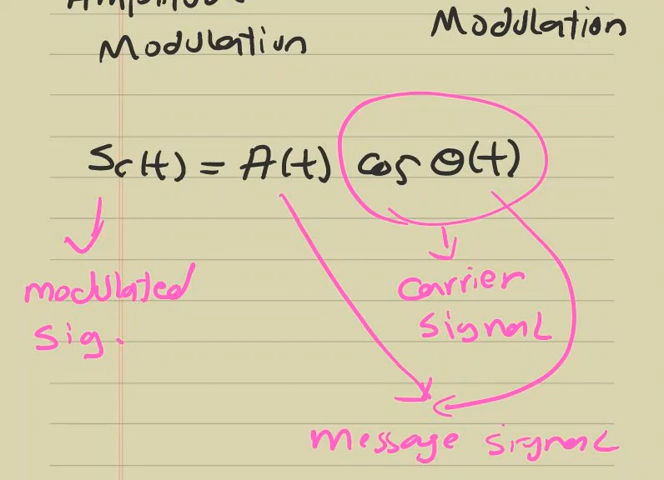 Modulation
Modulation
Sc(t) = A(t) cos θ(t)
modulated
sig.
carrier
signal
message signal